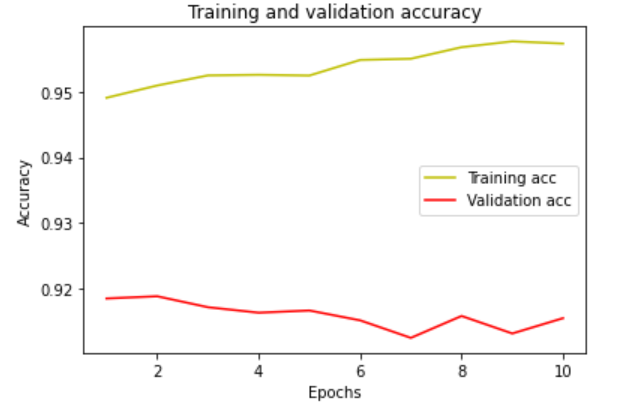 Training and validation accuracy
Accuracy
0.95
0.94
0.93
0.92
Training acc
Validation acc
2
4
6
8
10
Epochs